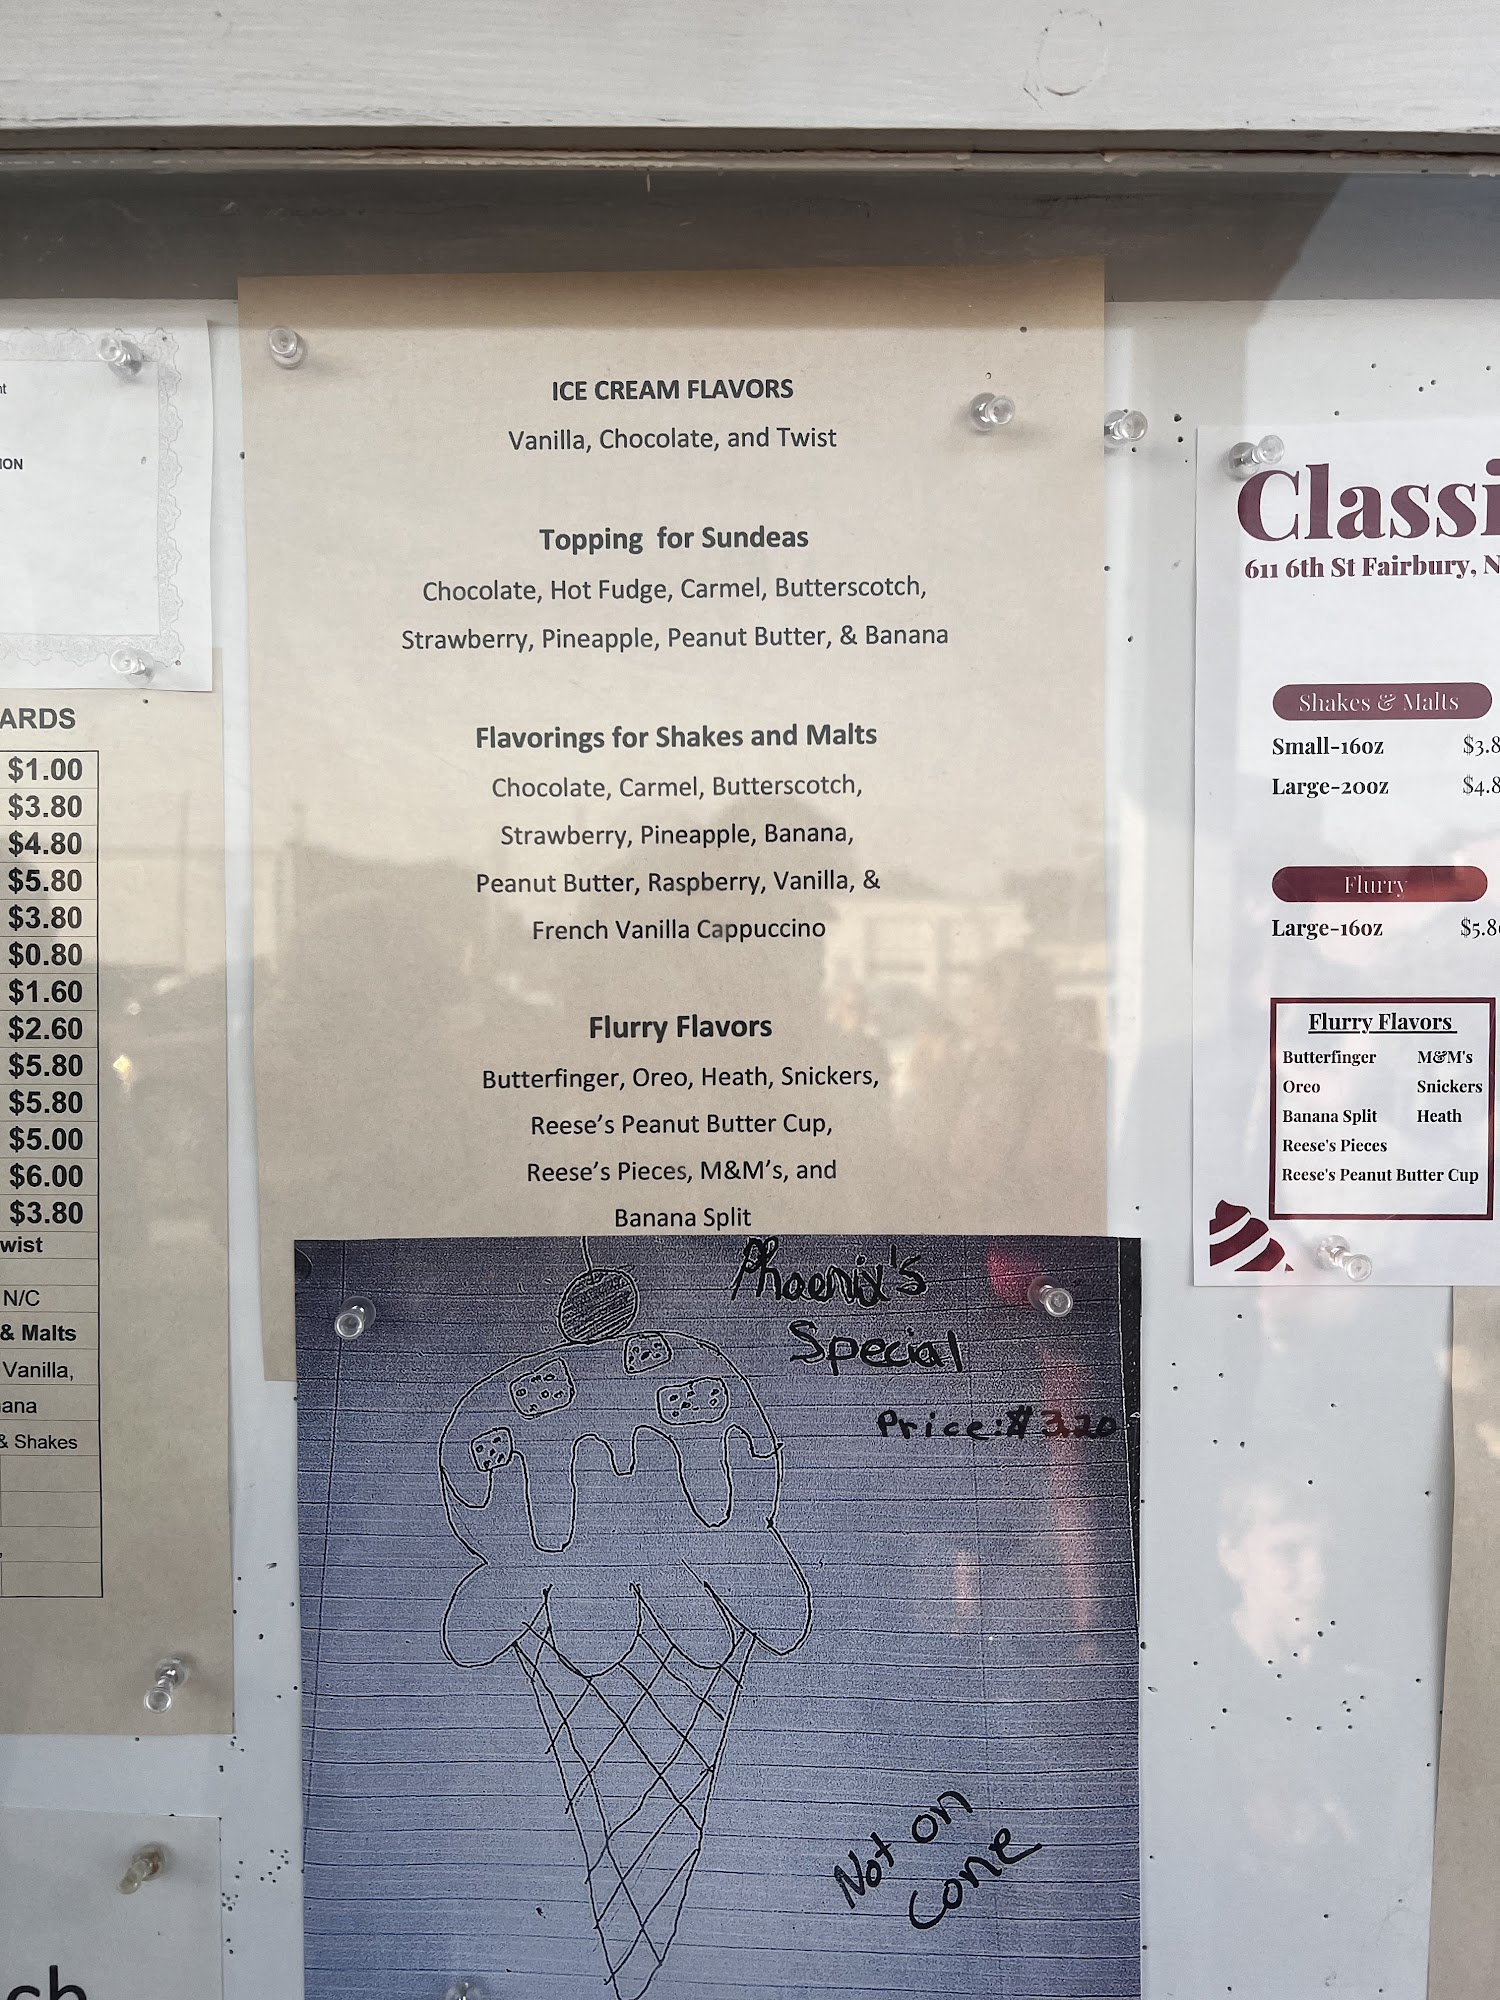 nt
ION
ARDS
$1.00
$3.80
$4.80
$5.80
$3.80
$0.80
$1.60
$2.60
$5.80
$5.80
$5.00
$6.00
$3.80
wist
N/C
& Malts
Vanilla,
ana
& Shakes
ch
ICE CREAM FLAVORS
Vanilla, Chocolate, and Twist
Topping for Sundeas
Chocolate, Hot Fudge, Carmel, Butterscotch,
Strawberry, Pineapple, Peanut Butter, & Banana
Flavorings for Shakes and Malts
Chocolate, Carmel, Butterscotch,
Strawberry, Pineapple, Banana,
Peanut Butter, Raspberry, Vanilla, &
French Vanilla Cappuccino
Flurry Flavors
Butterfinger, Oreo, Heath, Snickers,
Reese's Peanut Butter Cup,
Reese's Pieces, M&M's, and
Banana Split
Phoenix's
Special
Price:$3.20
Not on
cone
Classi
611 6th St Fairbury, N
Shakes & Malts
Small-16oz $3.8
Large-20oz $4.8
Flurry
Large-16oz $5.8
Flurry Flavors
Butterfinger M&M's
Oreo Snickers
Banana Split Heath
Reese's Pieces
Reese's Peanut Butter Cup